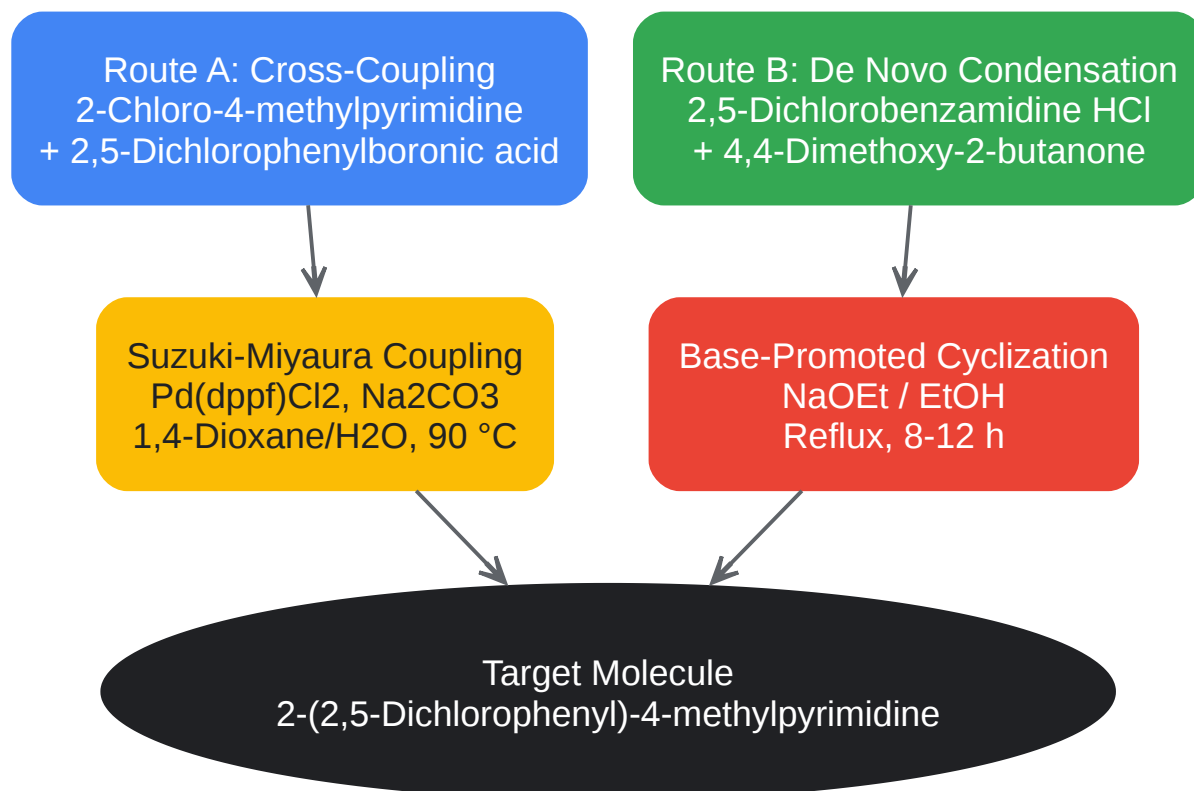 Route A: Cross-Coupling
2-Chloro-4-methylpyrimidine
+ 2,5-Dichlorophenylboronic acid
Route B: De Novo Condensation
2,5-Dichlorobenzamidine HCl
+ 4,4-Dimethoxy-2-butanone
Suzuki-Miyaura Coupling
Pd(dppf)Cl2, Na2CO3
1,4-Dioxane/H2O, 90 °C
Base-Promoted Cyclization
NaOEt / EtOH
Reflux, 8-12 h
Target Molecule
2-(2,5-Dichlorophenyl)-4-methylpyrimidine